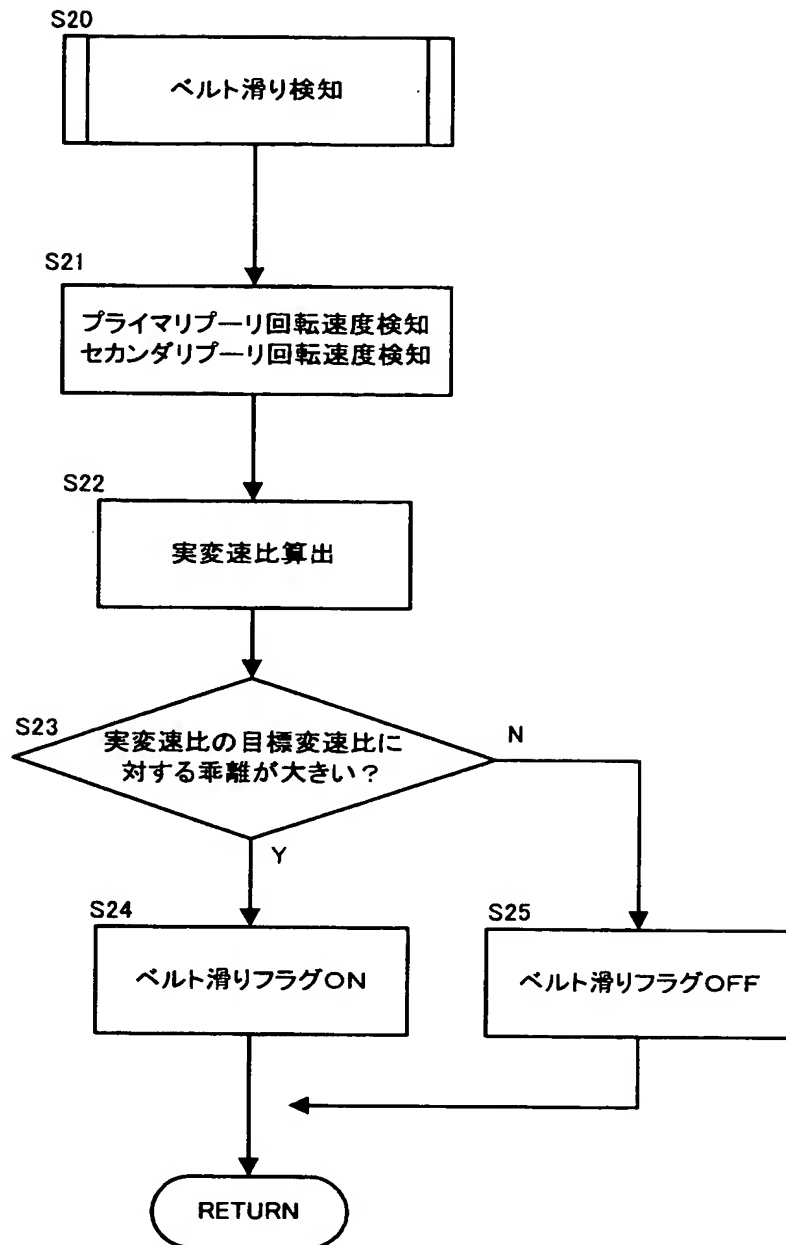 S20
ベルト滑り検知
S21
プライマリプーリ回転速度検知
セカンダリプーリ回転速度検知
S22
実変速比算出
S23
実変速比の目標変速比に
対する乖離が大きい？
N
Y
S24
ベルト滑りフラグON
S25
ベルト滑りフラグOFF
RETURN